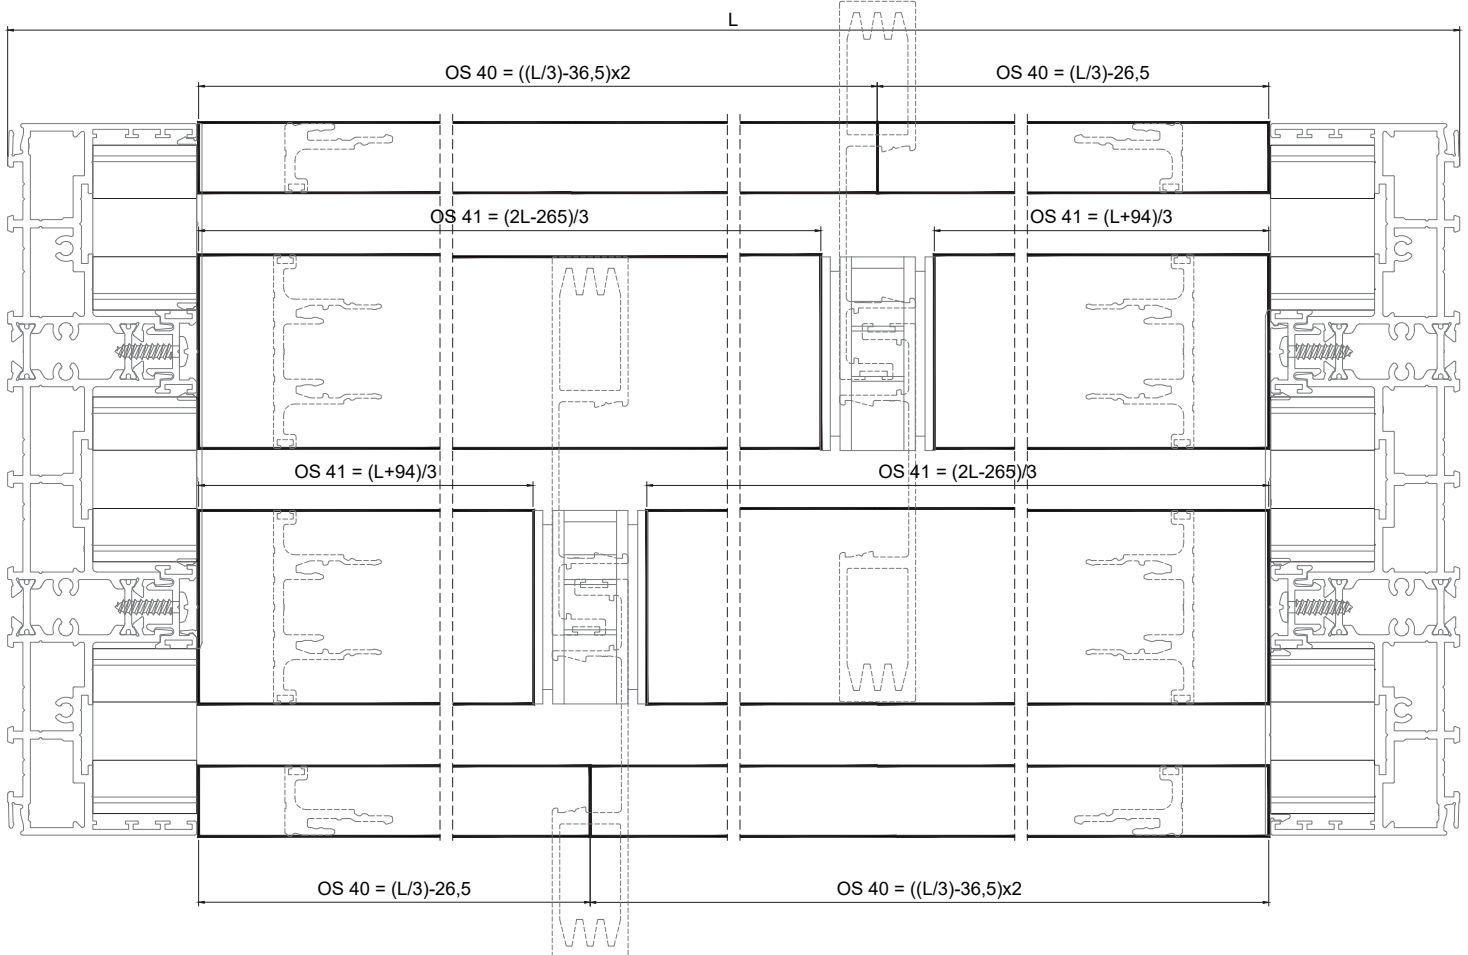 L
OS 40 = ((L/3)-36,5)x2
OS 40 = (L/3)-26,5
OS 41 = (2L-265)/3
OS 41 = (L+94)/3
OS 41 = (L+94)/3
OS 41 = (2L-265)/3
OS 40 = (L/3)-26,5
OS 40 = ((L/3)-36,5)x2